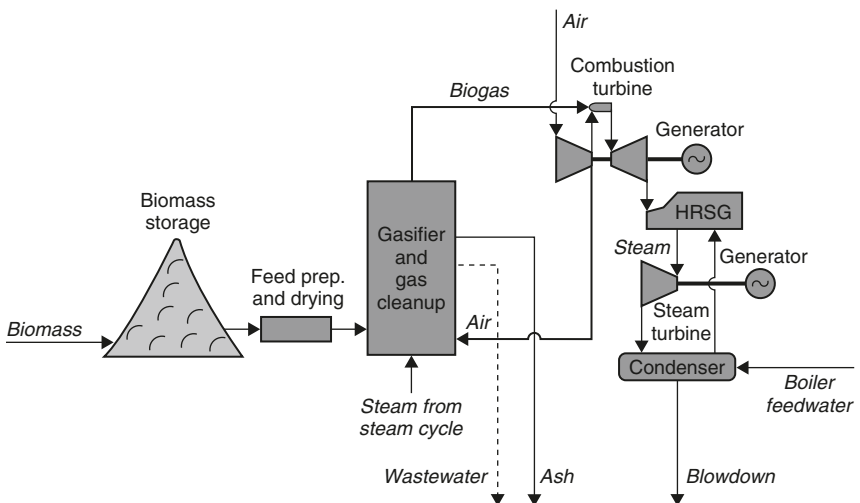 Air
Combustion
turbine
Biogas
Generator
Biomass
storage
HRSG
Gasifier
and
gas
cleanup
Steam
Generator
Feed prep.
and drying
Biomass
Air
Steam
turbine
Condenser
Steam from
steam cycle
Boiler
feedwater
Wastewater
Ash
Blowdown